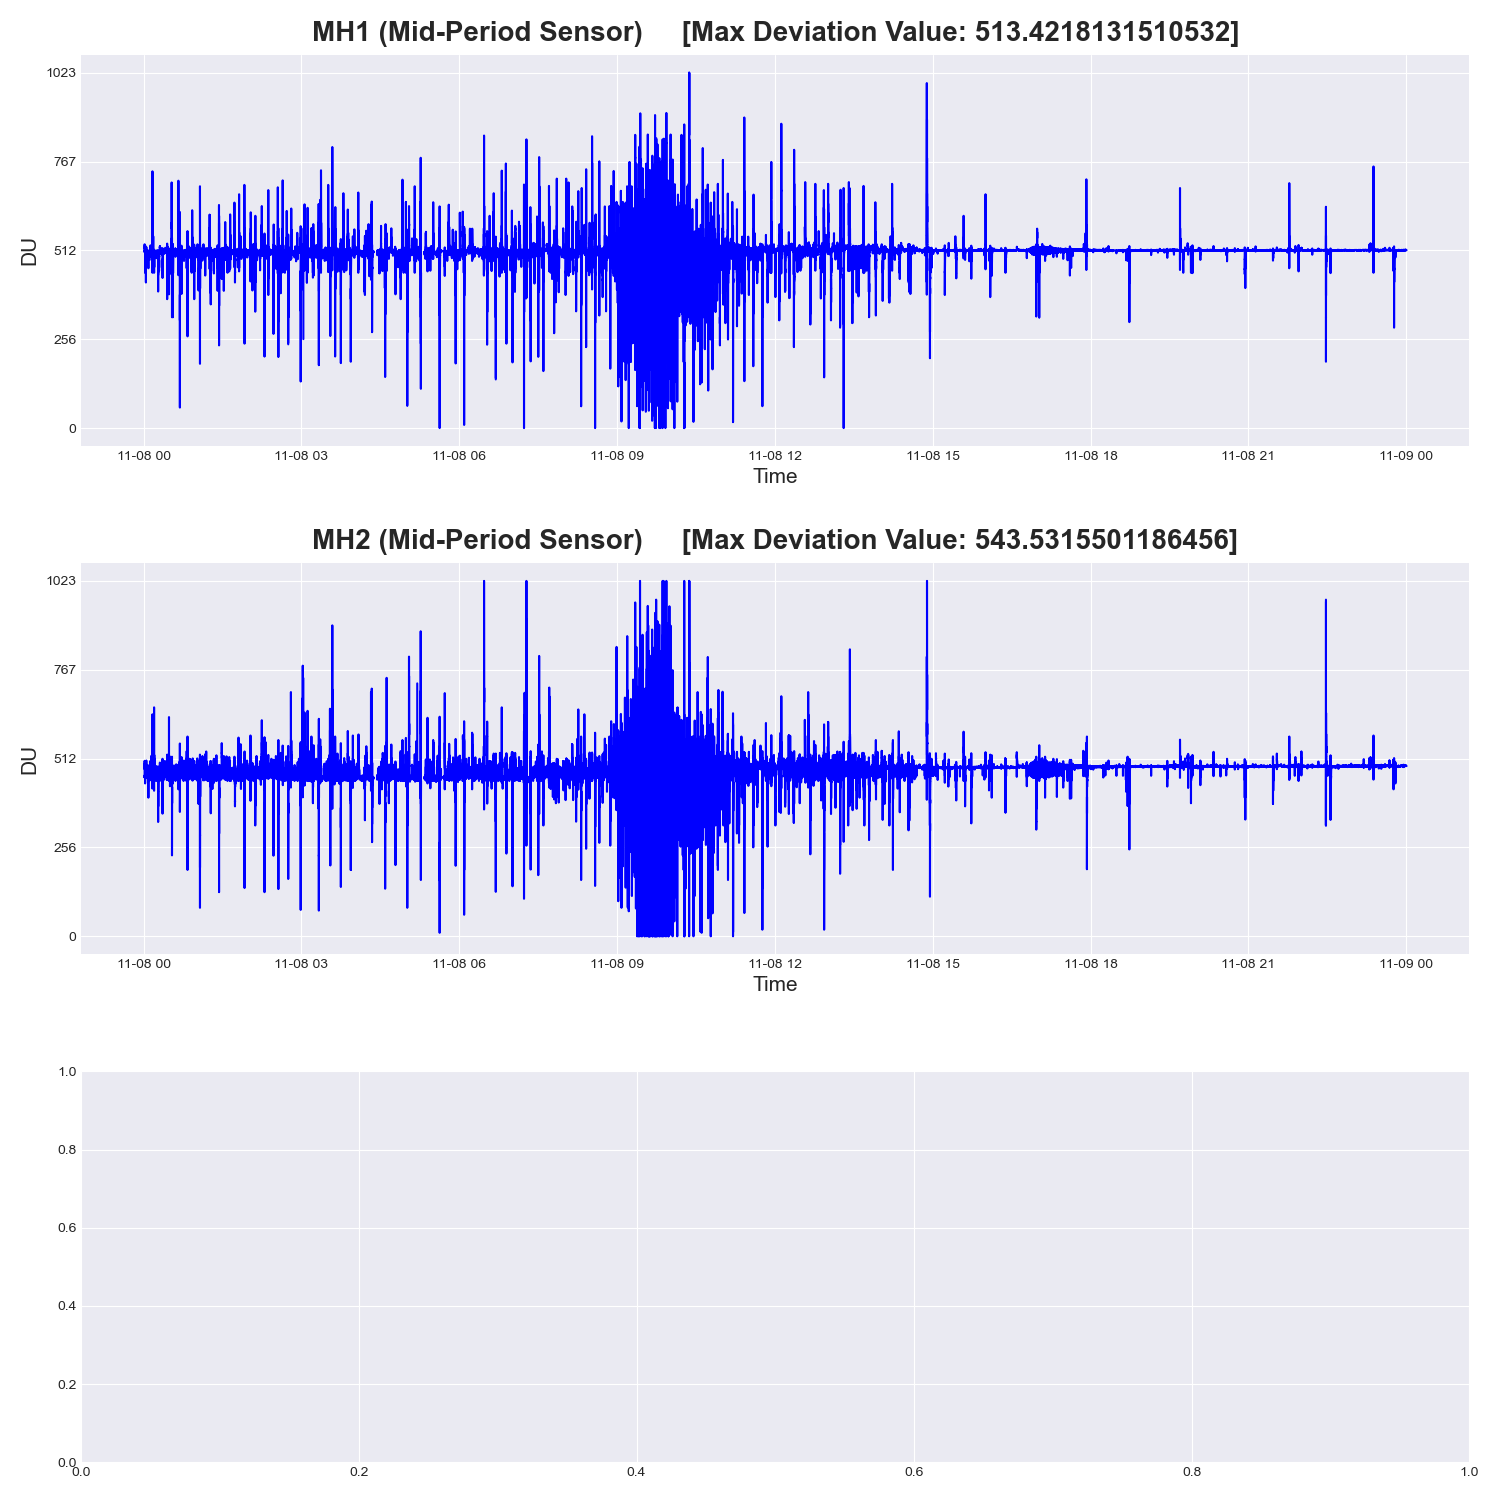 MH1 (Mid-Period Sensor) [Max Deviation Value: 513.4218131510532]
1023
767
512
256
0
DU
11-08 00 11-08 03 11-08 06 11-08 09 11-08 12 11-08 15 11-08 18 11-08 21 11-09 00
Time
MH2 (Mid-Period Sensor) [Max Deviation Value: 543.5315501186456]
1023
767
512
256
0
DU
11-08 00 11-08 03 11-08 06 11-08 09 11-08 12 11-08 15 11-08 18 11-08 21 11-09 00
Time
1.0
0.8
0.6
0.4
0.2
0.0
0.0 0.2 0.4 0.6 0.8 1.0